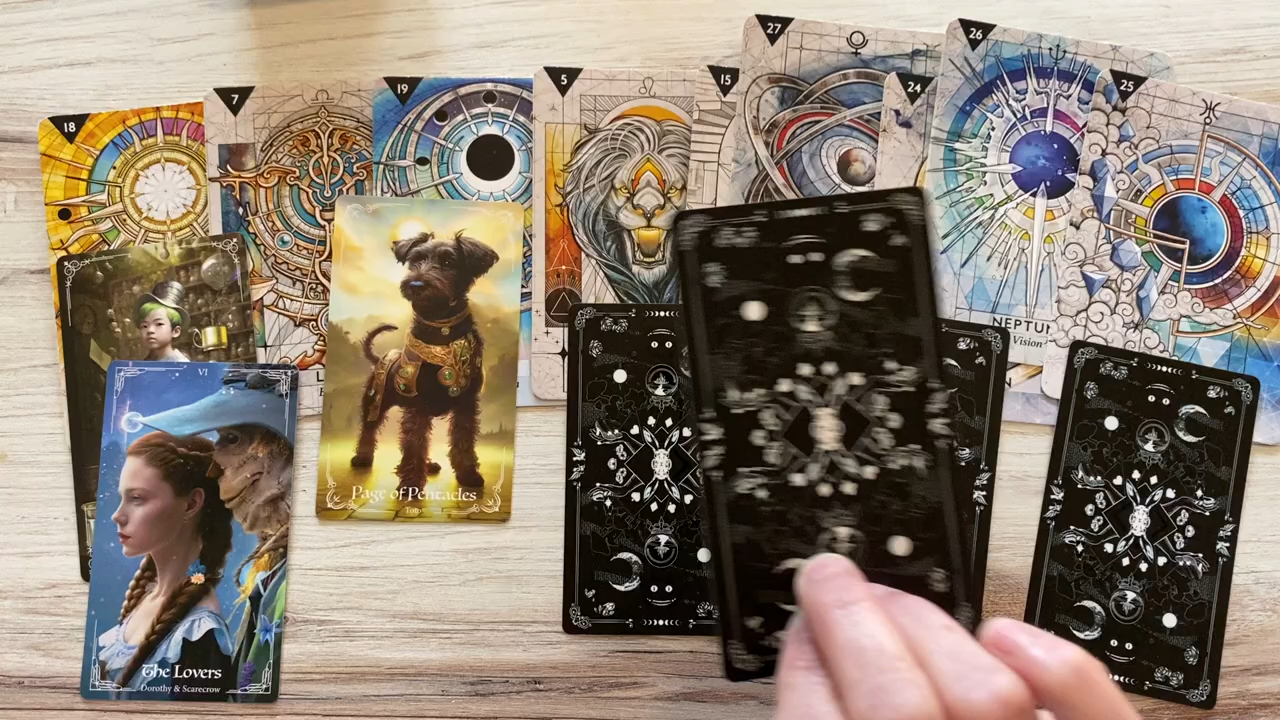 18
7
19
5
15
27
24
26
25
NEPTUN
Vision
Page of Pentacles
Toto
VI
The Lovers
Dorothy & Scarecrow